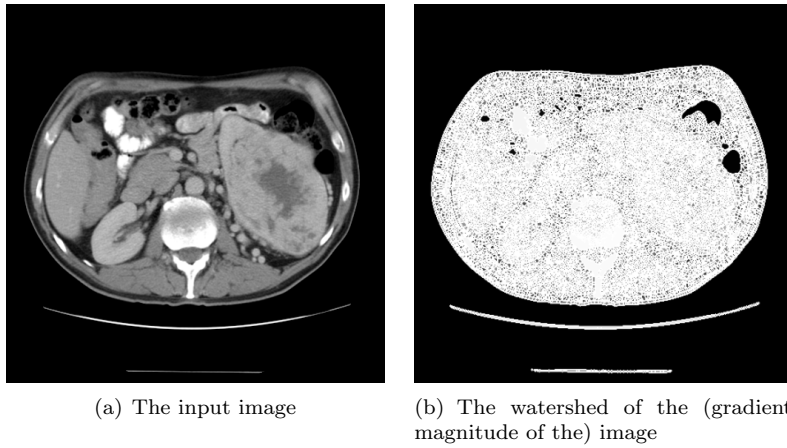 (a) The input image
(b) The watershed of the (gradient
magnitude of the) image